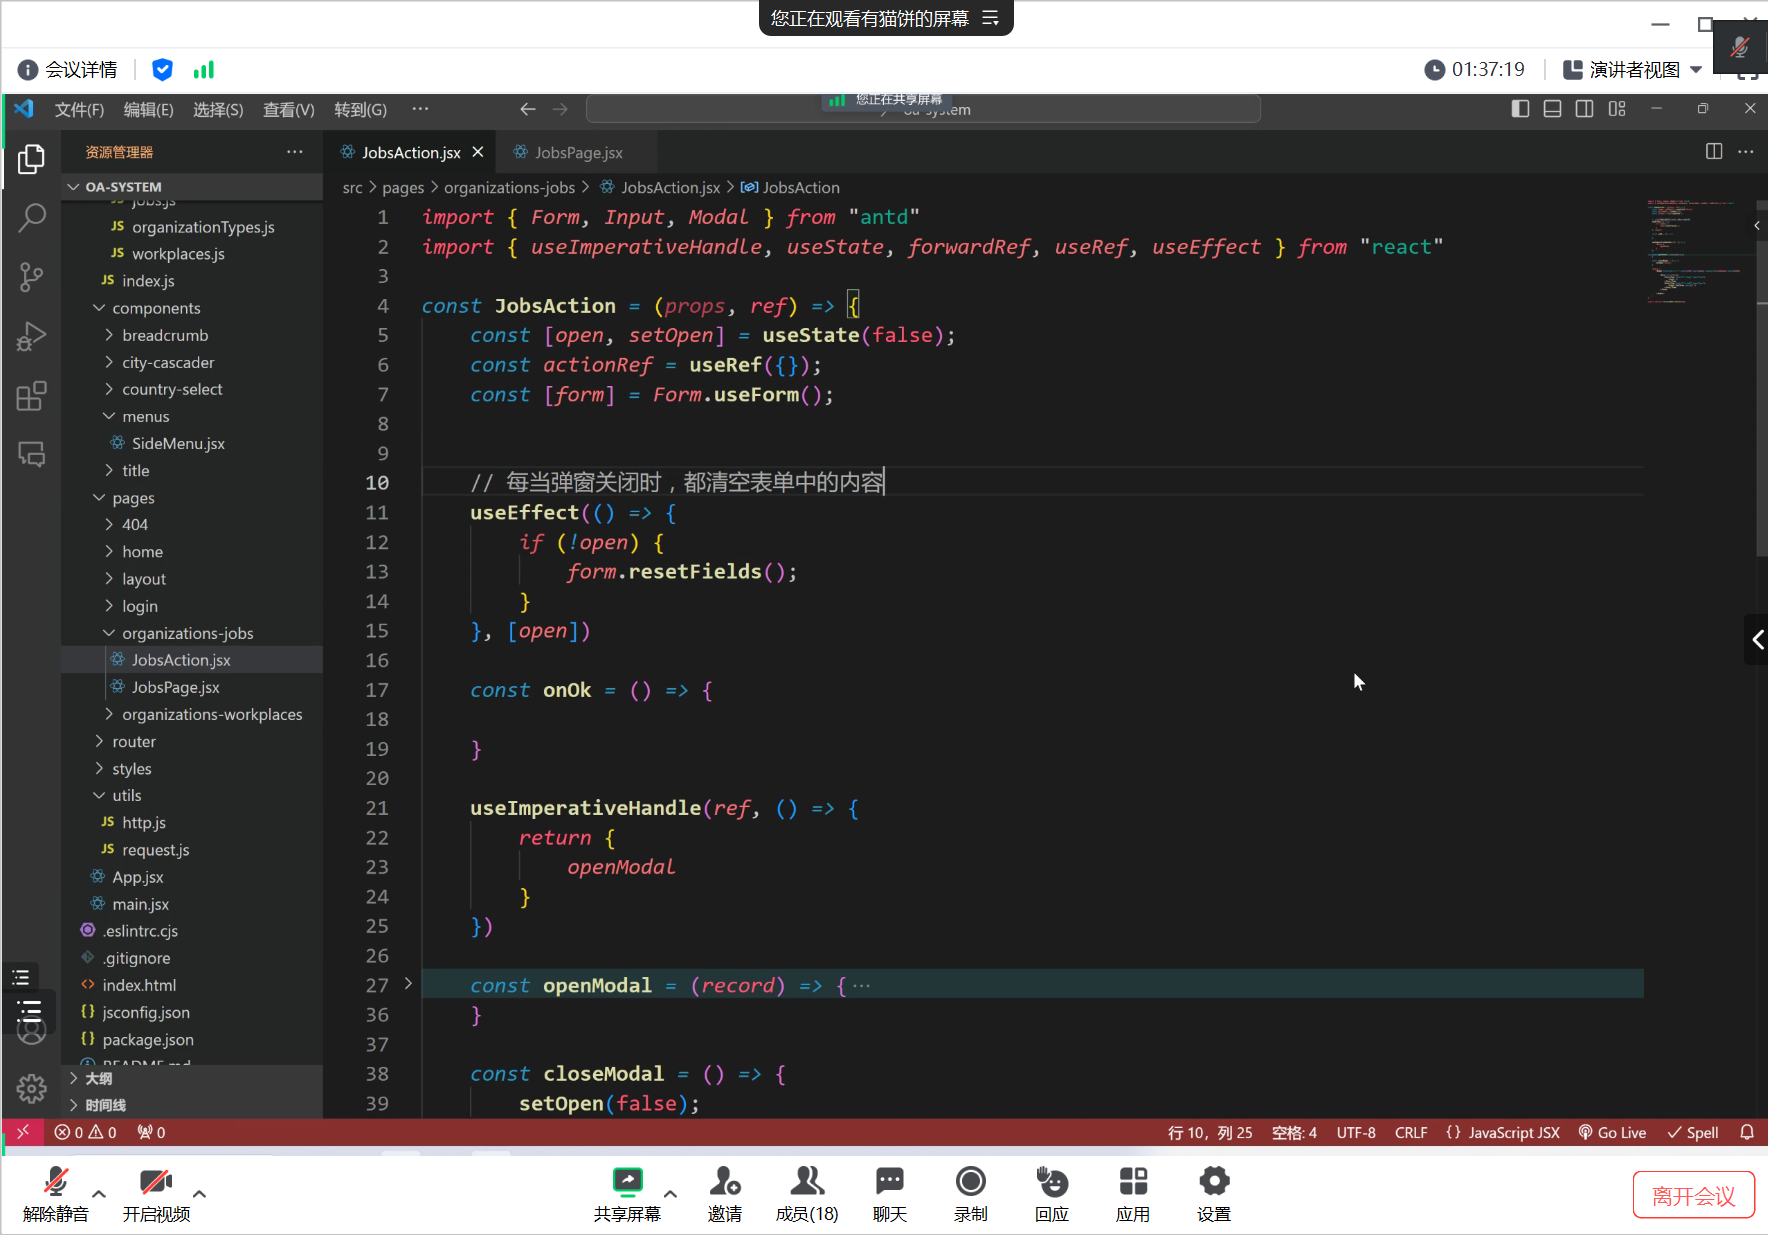 您正在观看有猫饼的屏幕
会议详情
01:37:19
演讲者视图
文件(F) 编辑(E) 选择(S) 查看(V) 转到(G) ···
您正在共享屏幕
oa-system
资源管理器 ···
JobsAction.jsx
JobsPage.jsx
OA-SYSTEM
src > pages > organizations-jobs > JobsAction.jsx > JobsAction
jobs.js
JS organizationTypes.js
JS workplaces.js
JS index.js
components
breadcrumb
city-cascader
country-select
menus
SideMenu.jsx
title
pages
404
home
layout
login
organizations-jobs
JobsAction.jsx
JobsPage.jsx
organizations-workplaces
router
styles
utils
JS http.js
JS request.js
App.jsx
main.jsx
.eslintrc.cjs
.gitignore
index.html
jsconfig.json
package.json
README.md
大纲
时间线
1 import { Form, Input, Modal } from "antd"
2 import { useImperativeHandle, useState, forwardRef, useRef, useEffect } from "react"
3
4 const JobsAction = (props, ref) => {
5 const [open, setOpen] = useState(false);
6 const actionRef = useRef({});
7 const [form] = Form.useForm();
8
9
10 // 每当弹窗关闭时，都清空表单中的内容
11 useEffect(() => {
12 if (!open) {
13 form.resetFields();
14 }
15 }, [open])
16
17 const onOk = () => {
18
19 }
20
21 useImperativeHandle(ref, () => {
22 return {
23 openModal
24 }
25 })
26
27 const openModal = (record) => { ···
36 }
37
38 const closeModal = () => {
39 setOpen(false);
0 0 0
行 10，列 25 空格: 4 UTF-8 CRLF {} JavaScript JSX Go Live Spell
解除静音 开启视频 共享屏幕 邀请 成员(18) 聊天 录制 回应 应用 设置
离开会议